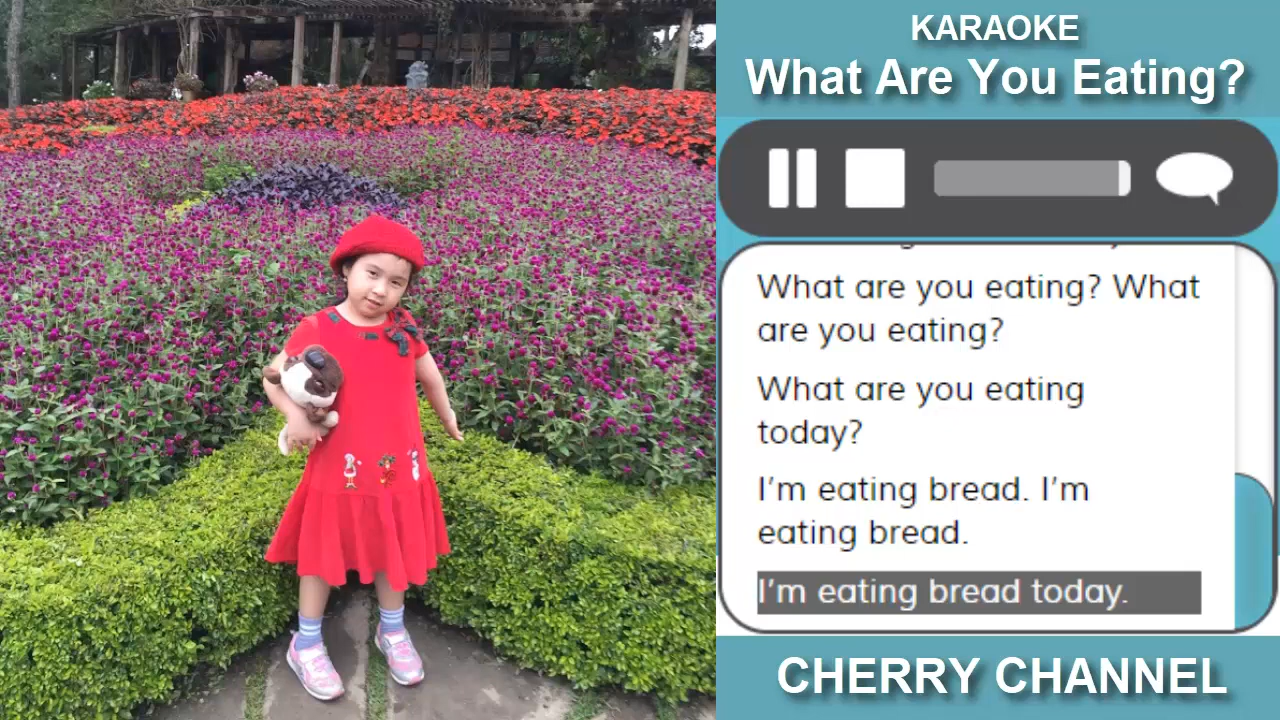 KARAOKE
What Are You Eating?
What are you eating? What
are you eating?
What are you eating
today?
I'm eating bread. I'm
eating bread.
I'm eating bread today.
CHERRY CHANNEL